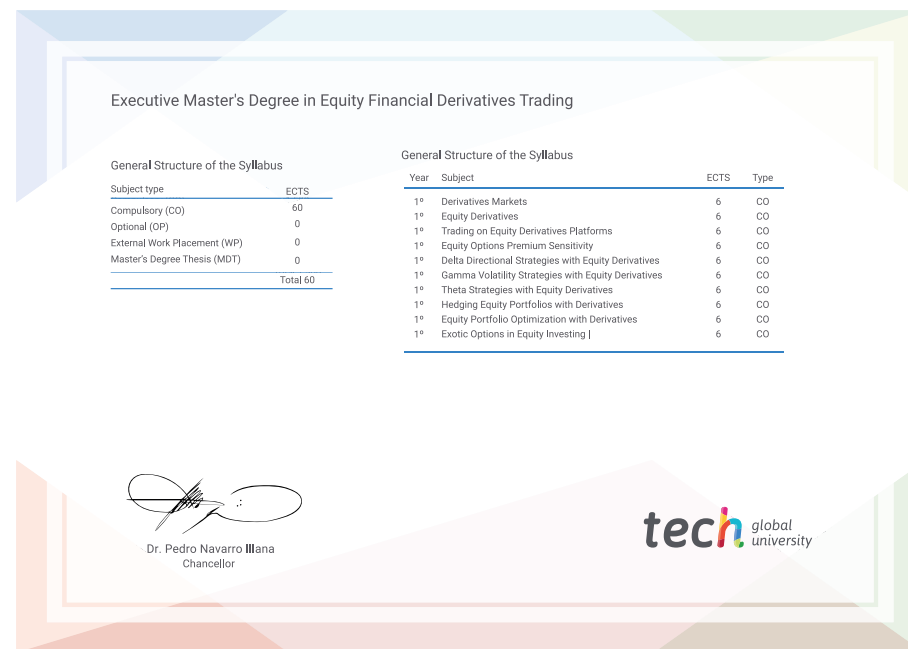 Executive Master's Degree in Equity Financial Derivatives Trading
General Structure of the Syllabus
Subject type ECTS
Compulsory (CO) 60
Optional (OP) 0
External Work Placement (WP) 0
Master's Degree Thesis (MDT) 0
Total 60
General Structure of the Syllabus
Year Subject ECTS Type
1º Derivatives Markets 6 CO
1º Equity Derivatives 6 CO
1º Trading on Equity Derivatives Platforms 6 CO
1º Equity Options Premium Sensitivity 6 CO
1º Delta Directional Strategies with Equity Derivatives 6 CO
1º Gamma Volatility Strategies with Equity Derivatives 6 CO
1º Theta Strategies with Equity Derivatives 6 CO
1º Hedging Equity Portfolios with Derivatives 6 CO
1º Equity Portfolio Optimization with Derivatives 6 CO
1º Exotic Options in Equity Investing | 6 CO
Dr. Pedro Navarro Illana
Chancellor
tech global
university